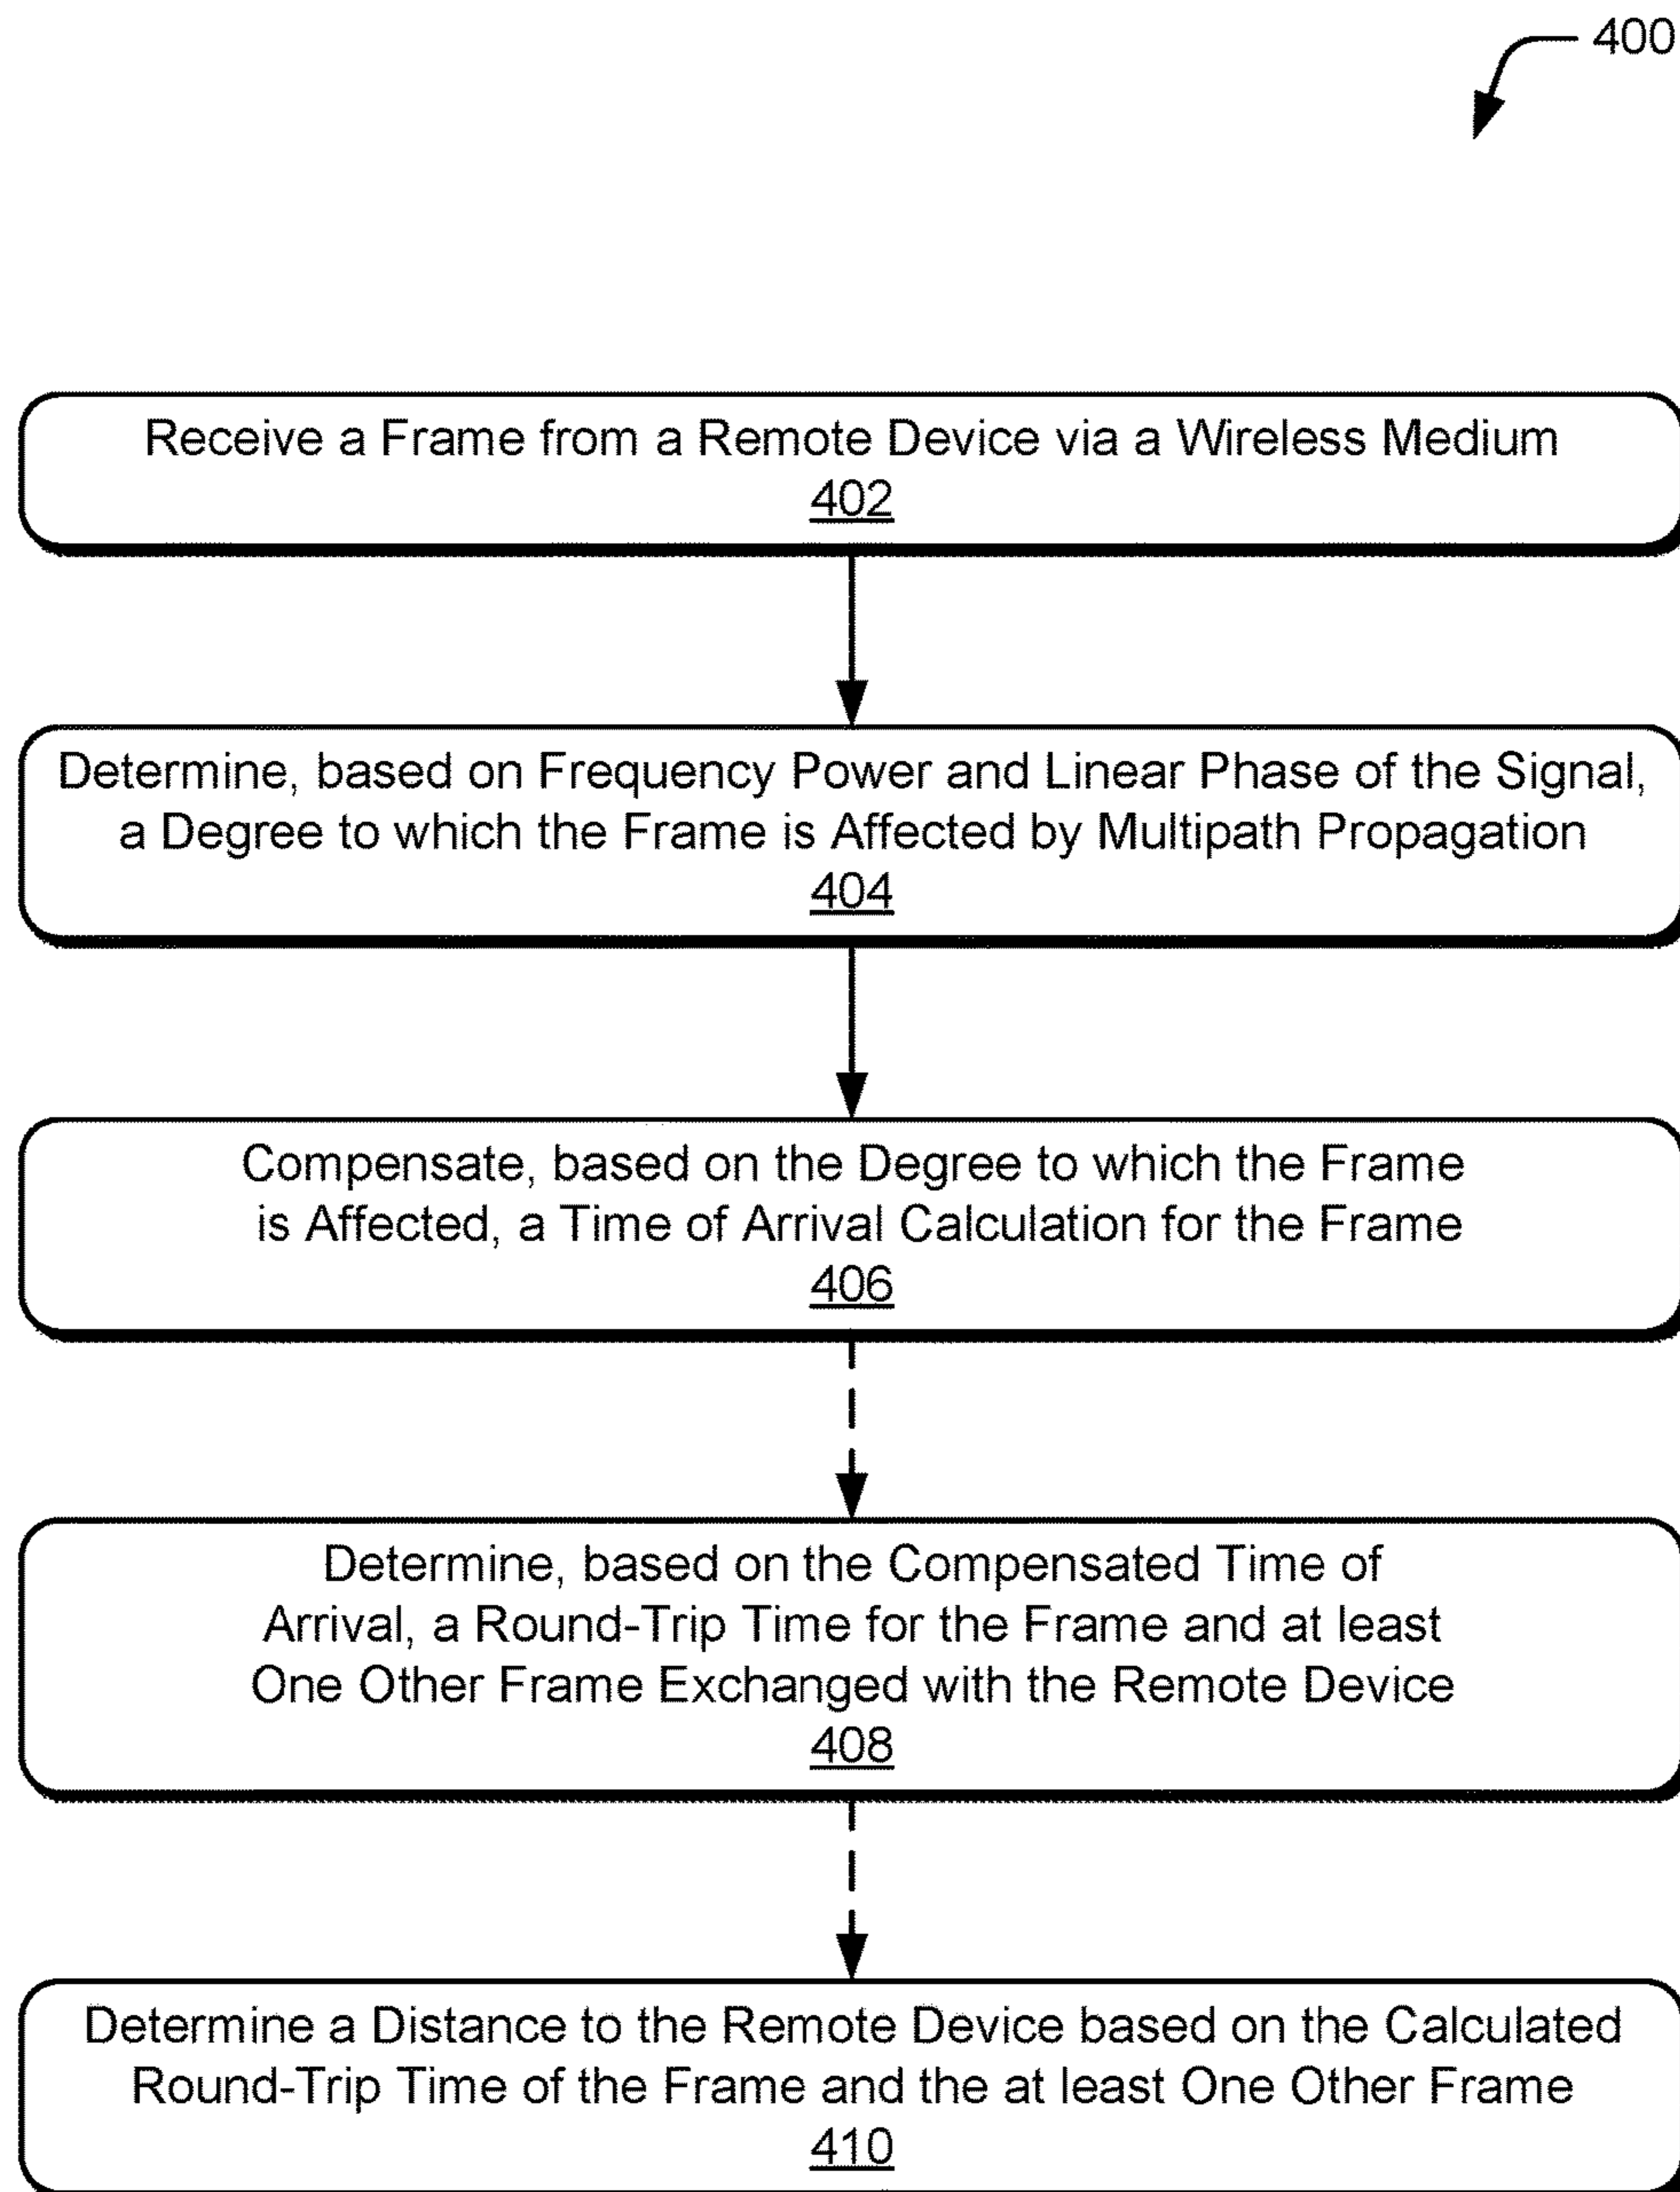 400
Receive a Frame from a Remote Device via a Wireless Medium
402
Determine, based on Frequency Power and Linear Phase of the Signal,
a Degree to which the Frame is Affected by Multipath Propagation
404
Compensate, based on the Degree to which the Frame
is Affected, a Time of Arrival Calculation for the Frame
406
Determine, based on the Compensated Time of
Arrival, a Round-Trip Time for the Frame and at least
One Other Frame Exchanged with the Remote Device
408
Determine a Distance to the Remote Device based on the Calculated
Round-Trip Time of the Frame and the at least One Other Frame
410